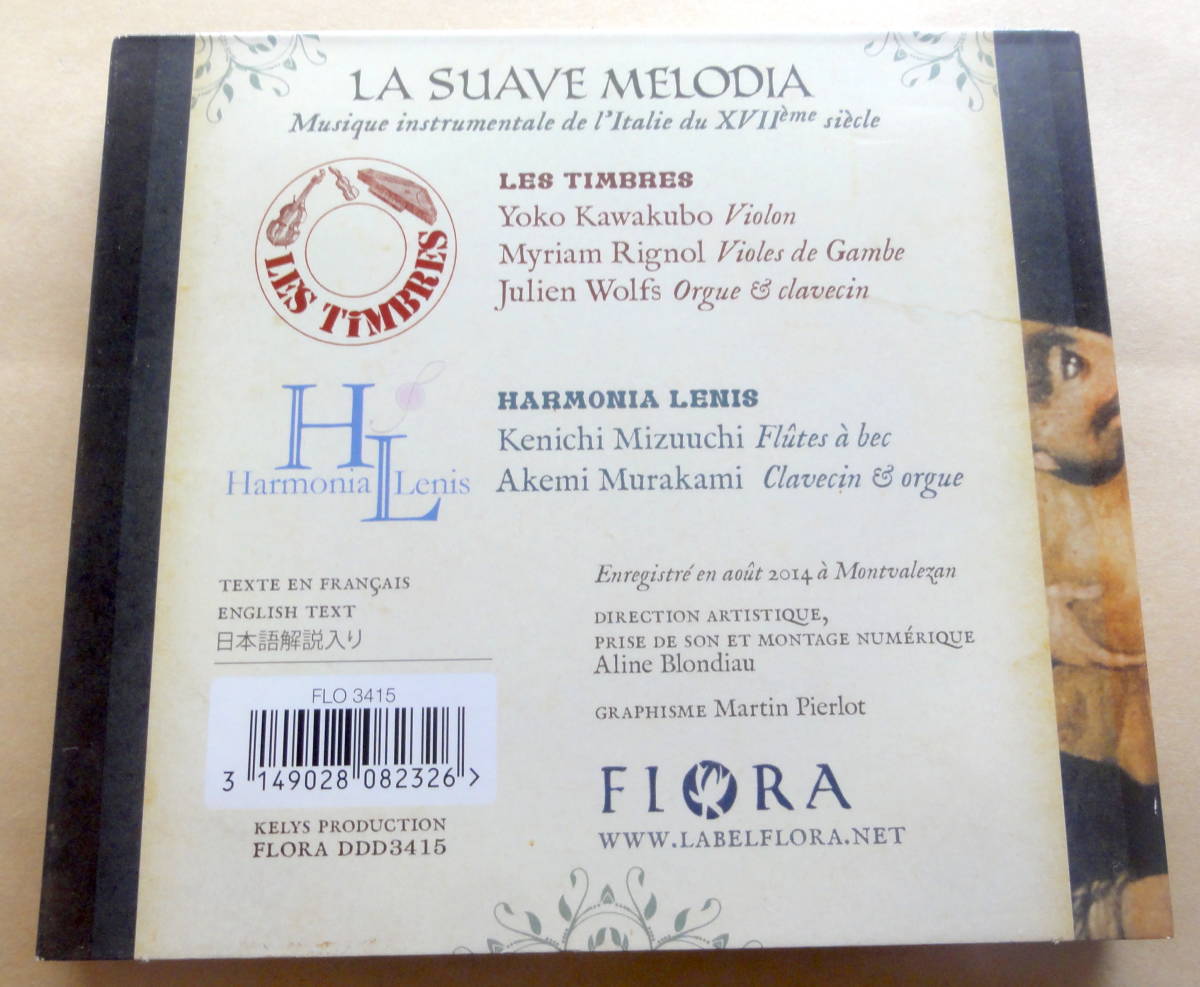 LA SUAVE MELODIA
Musique instrumentale de l'Italie du XVIIème siècle
LES TiMBRES
LES TIMBRES
Yoko Kawakubo Violon
Myriam Rignol Violes de Gambe
Julien Wolfs Orgue & clavecin
HL
Harmonia Lenis
HARMONIA LENIS
Kenichi Mizuuchi Flûtes à bec
Akemi Murakami Clavecin & orgue
TEXTE EN FRANÇAIS
ENGLISH TEXT
日本語解説入り
Enregistré en août 2014 à Montvalezan
DIRECTION ARTISTIQUE,
PRISE DE SON ET MONTAGE NUMÉRIQUE
Aline Blondiau
GRAPHISME Martin Pierlot
FLO 3415
3 149028 082326 >
KELYS PRODUCTION
FLORA DDD3415
FLORA
WWW.LABELFLORA.NET